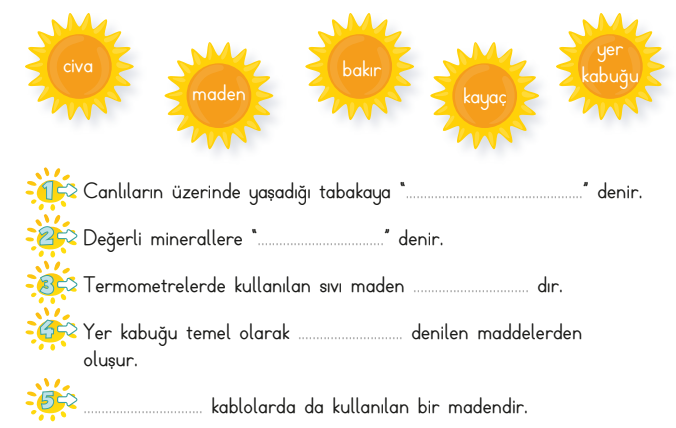 civa
maden
bakır
kayaç
yer
kabuğu
1 Canlıların üzerinde yaşadığı tabakaya “......................................” denir.
2 Değerli minerallere “..............................” denir.
3 Termometrelerde kullanılan sıvı maden .............................. dır.
4 Yer kabuğu temel olarak .............................. denilen maddelerden
oluşur.
5 .............................. kablolarda da kullanılan bir madendir.